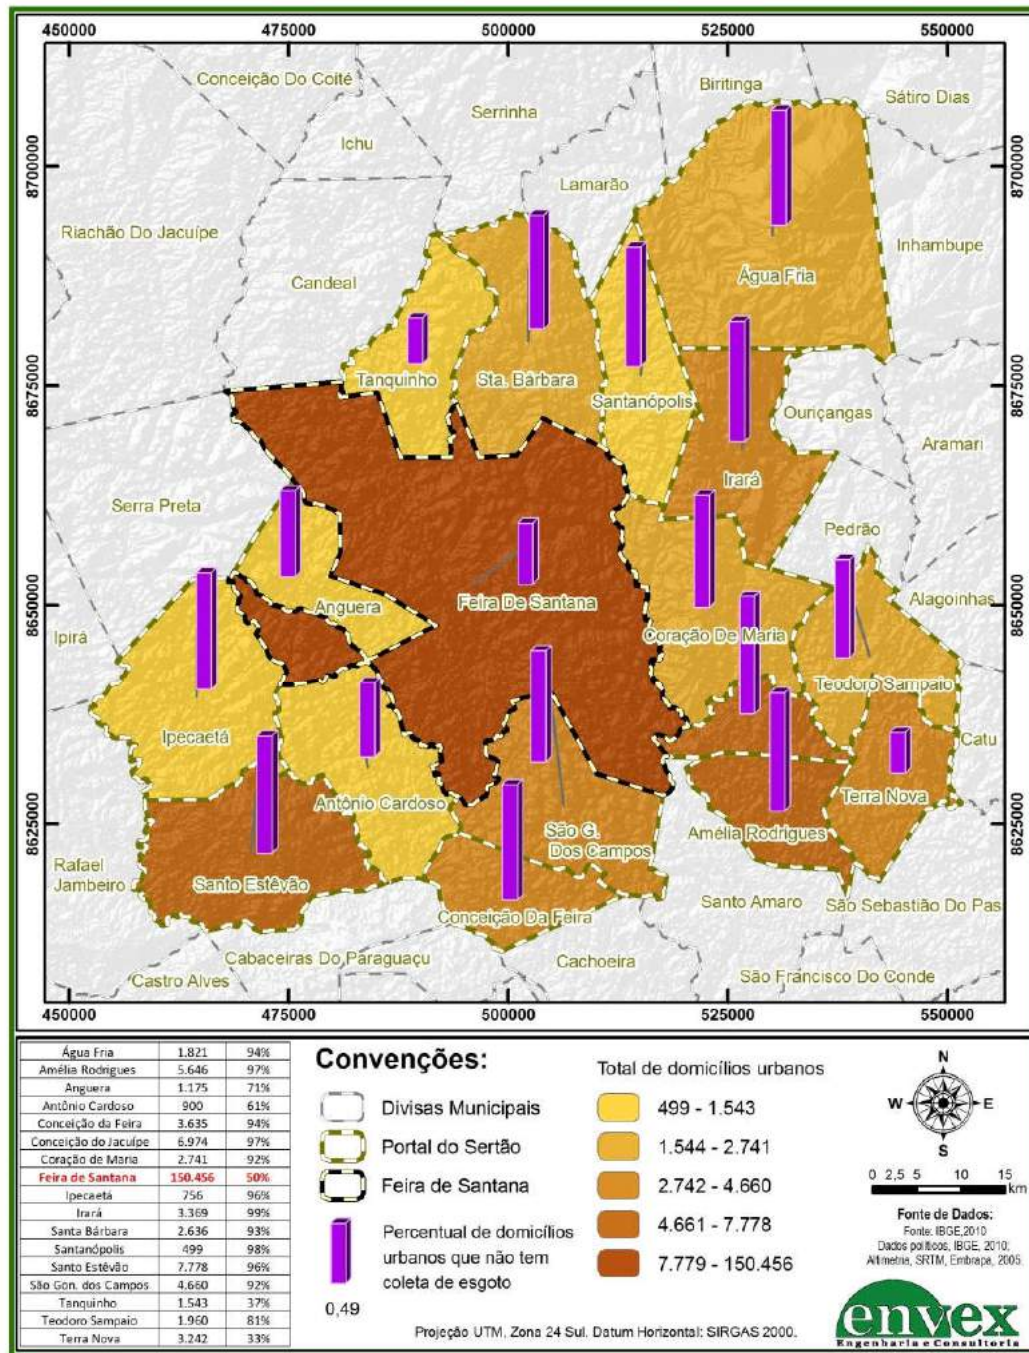 450000 475000 500000 525000 550000
Conceição Do Coité
Biritinga
Sátiro Dias
Serrinha
Ichu
8700000
8700000
Lamarão
Riachão Do Jacuípe
Inhambupe
Candeal
Água Fria
Tanquinho
Sta. Bárbara
8675000
8675000
Santanópolis
Ouriçangas
Aramari
Irará
Serra Preta
Pedrão
8650000
8650000
Anguera
Feira De Santana
Alagoinhas
Ipirá
Coração De Maria
Teodoro Sampaio
Ipecaetá
Catu
Terra Nova
Antônio Cardoso
8625000
8625000
São G.
Dos Campos
Amélia Rodrigues
Rafael
Jambeiro
Santo Estêvão
Santo Amaro
São Sebastião Do Pas
Conceição Da Feira
Cabaceiras Do Paraguaçu
Cachoeira
Castro Alves
São Francisco Do Conde
450000 475000 500000 525000 550000
Água Fria 1.821 94%
Amélia Rodrigues 5.646 97%
Anguera 1.175 71%
Antônio Cardoso 900 61%
Conceição da Feira 3.635 94%
Conceição do Jacuípe 6.974 97%
Coração de Maria 2.741 92%
Feira de Santana 150.456 50%
Ipecaetá 756 96%
Irará 3.369 99%
Santa Bárbara 2.636 93%
Santanópolis 499 98%
Santo Estêvão 7.778 96%
São Gon. dos Campos 4.660 92%
Tanquinho 1.543 37%
Teodoro Sampaio 1.960 81%
Terra Nova 3.242 33%
Convenções:
Divisas Municipais
Portal do Sertão
Feira de Santana
Percentual de domicílios
urbanos que não tem
coleta de esgoto
0,49
Total de domicílios urbanos
499 - 1.543
1.544 - 2.741
2.742 - 4.660
4.661 - 7.778
7.779 - 150.456
N
W E
S
0 2,5 5 10 15
km
Fonte de Dados:
Fonte: IBGE,2010
Dados políticos, IBGE, 2010;
Altimetria, SRTM, Embrapa, 2005.
Projeção UTM, Zona 24 Sul. Datum Horizontal: SIRGAS 2000.
envex
Engenharia e Consultoria